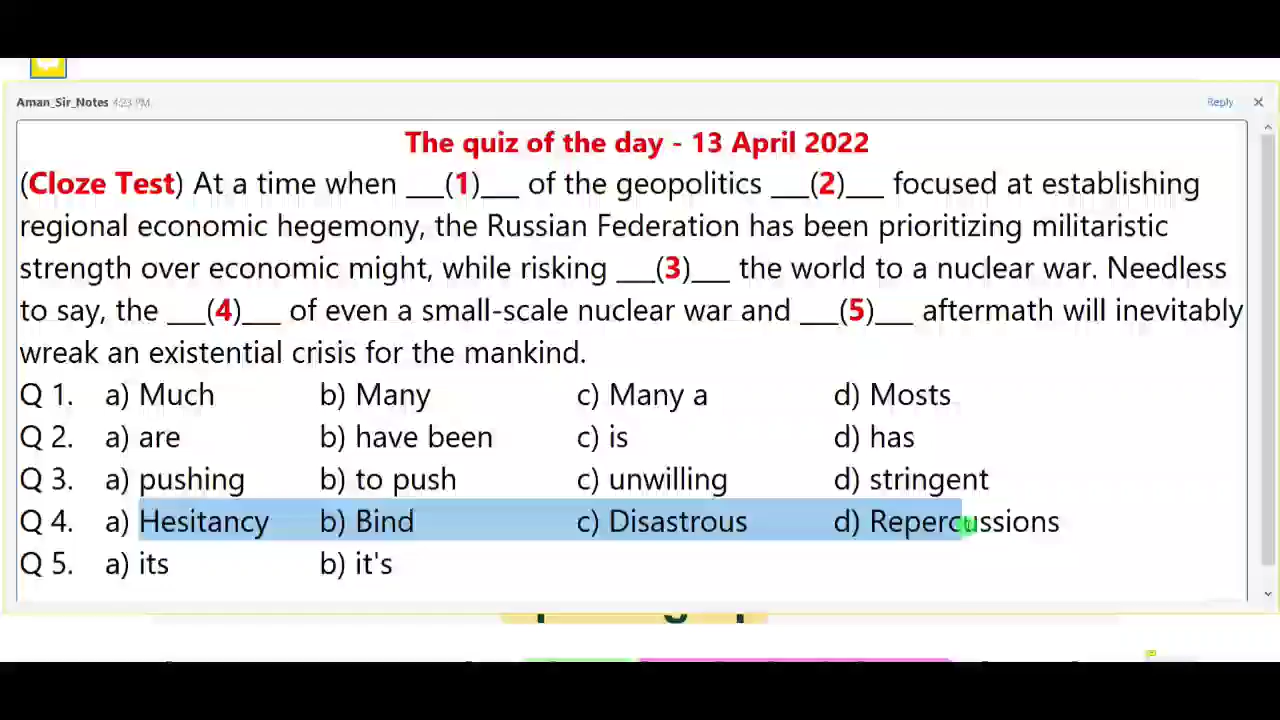 Aman_Sir_Notes 4:23 PM
Reply
The quiz of the day - 13 April 2022
(Cloze Test) At a time when ___(1)___ of the geopolitics ___(2)___ focused at establishing
regional economic hegemony, the Russian Federation has been prioritizing militaristic
strength over economic might, while risking ___(3)___ the world to a nuclear war. Needless
to say, the ___(4)___ of even a small-scale nuclear war and ___(5)___ aftermath will inevitably
wreak an existential crisis for the mankind.
Q 1. a) Much b) Many c) Many a d) Mosts
Q 2. a) are b) have been c) is d) has
Q 3. a) pushing b) to push c) unwilling d) stringent
Q 4. a) Hesitancy b) Bind c) Disastrous d) Repercussions
Q 5. a) its b) it's